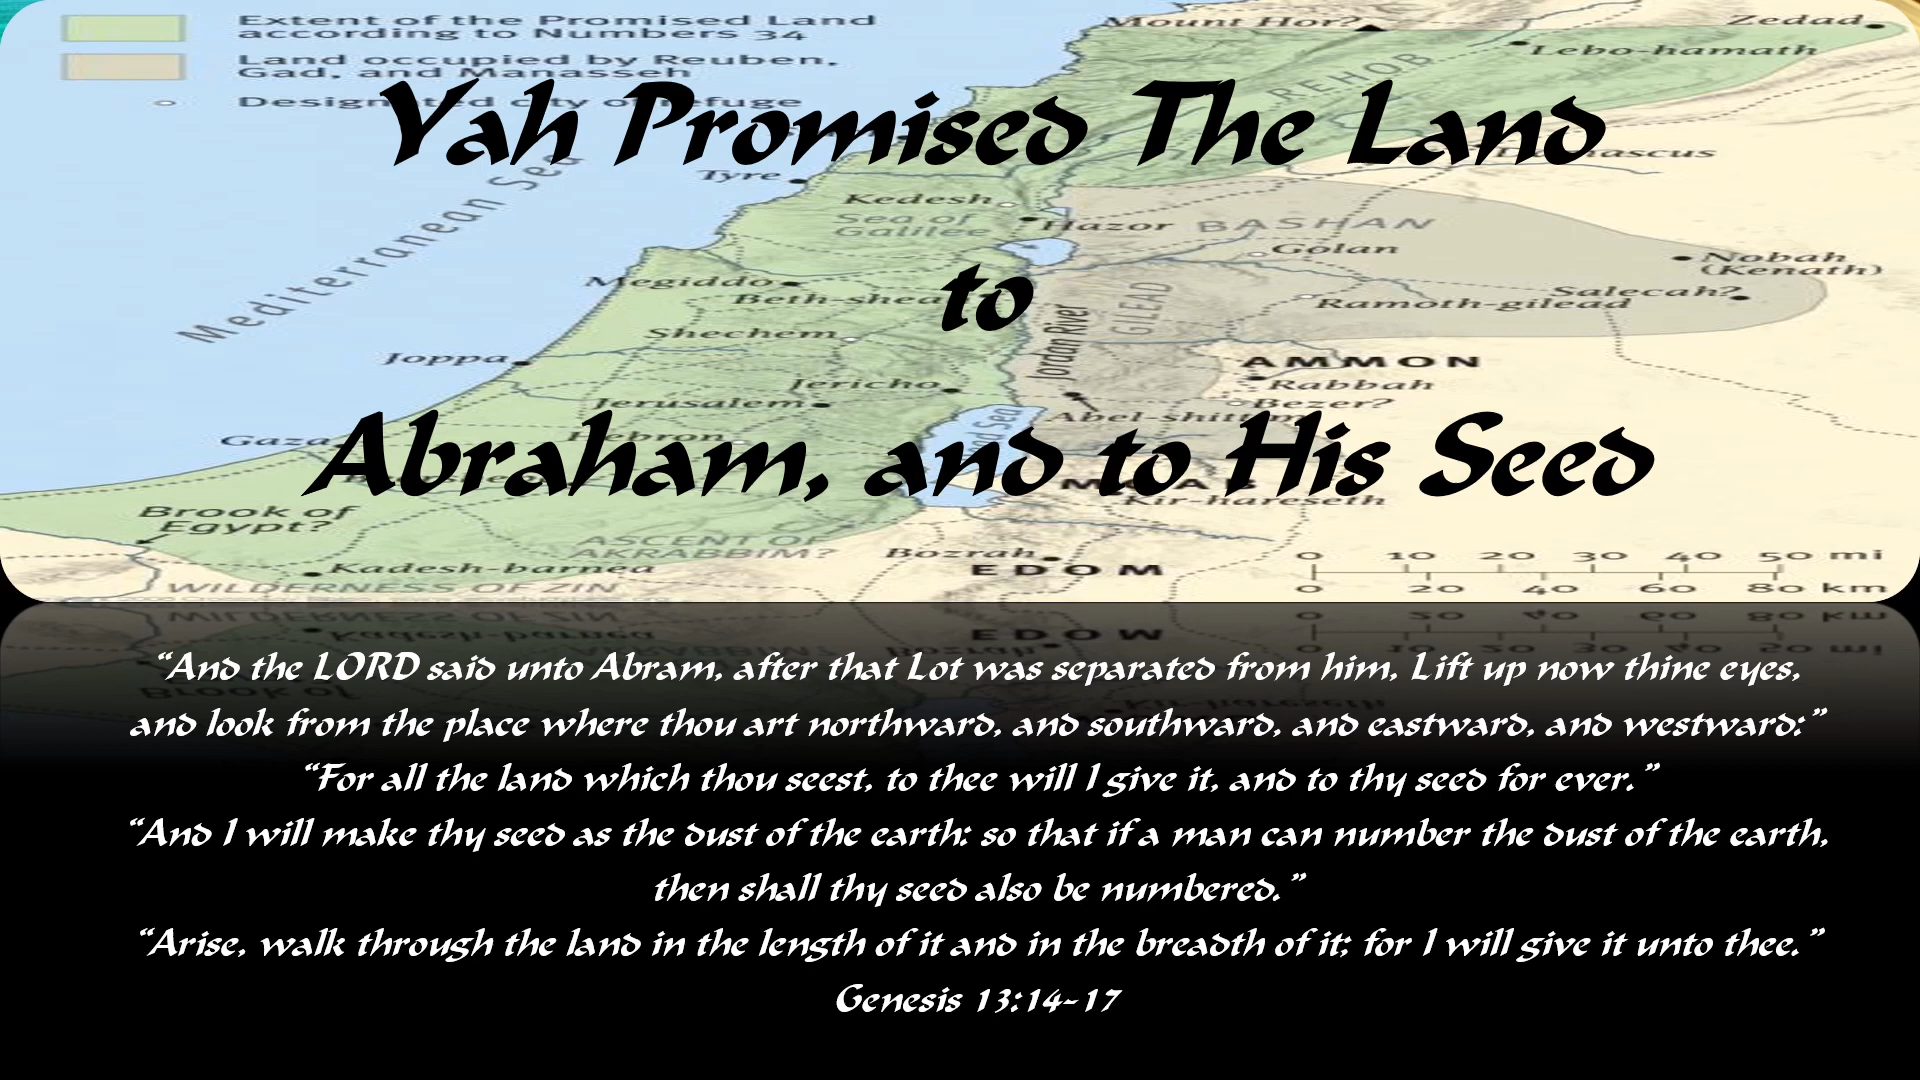 Extent of the Promised Land
according to Numbers 34
Land occupied by Reuben,
Gad, and Manasseh
Designated city of refuge
Mount Hor?
Zedad
Lebo-hamath
REHOB
Yah Promised The Land
Mediterranean Sea
Tyre
Kedesh
Sea of
Galilee
Hazor
BASHAN
Golan
Nobah
(Kenath)
Salecah?
Ramoth-gilead
Megiddo
to
GILEAD
Jordan River
Shechem
Joppa
Jericho
Jerusalem
AMMON
Rabbah
Bezer?
Gaza
Hebron
Abraham, and to His Seed
Kir-hareseth
Brook of
Egypt?
ASCENT OF
AKRABBIM?
Bozrah
EDOM
Kadesh-barnea
WILDERNESS OF ZIN
0 10 20 30 40 50 mi
0 20 40 60 80 km
“And the LORD said unto Abram, after that Lot was separated from him, Lift up now thine eyes,
and look from the place where thou art northward, and southward, and eastward, and westward:”
“For all the land which thou seest, to thee will I give it, and to thy seed for ever.”
“And I will make thy seed as the dust of the earth: so that if a man can number the dust of the earth,
then shall thy seed also be numbered.”
“Arise, walk through the land in the length of it and in the breadth of it; for I will give it unto thee.”
Genesis 13:14-17